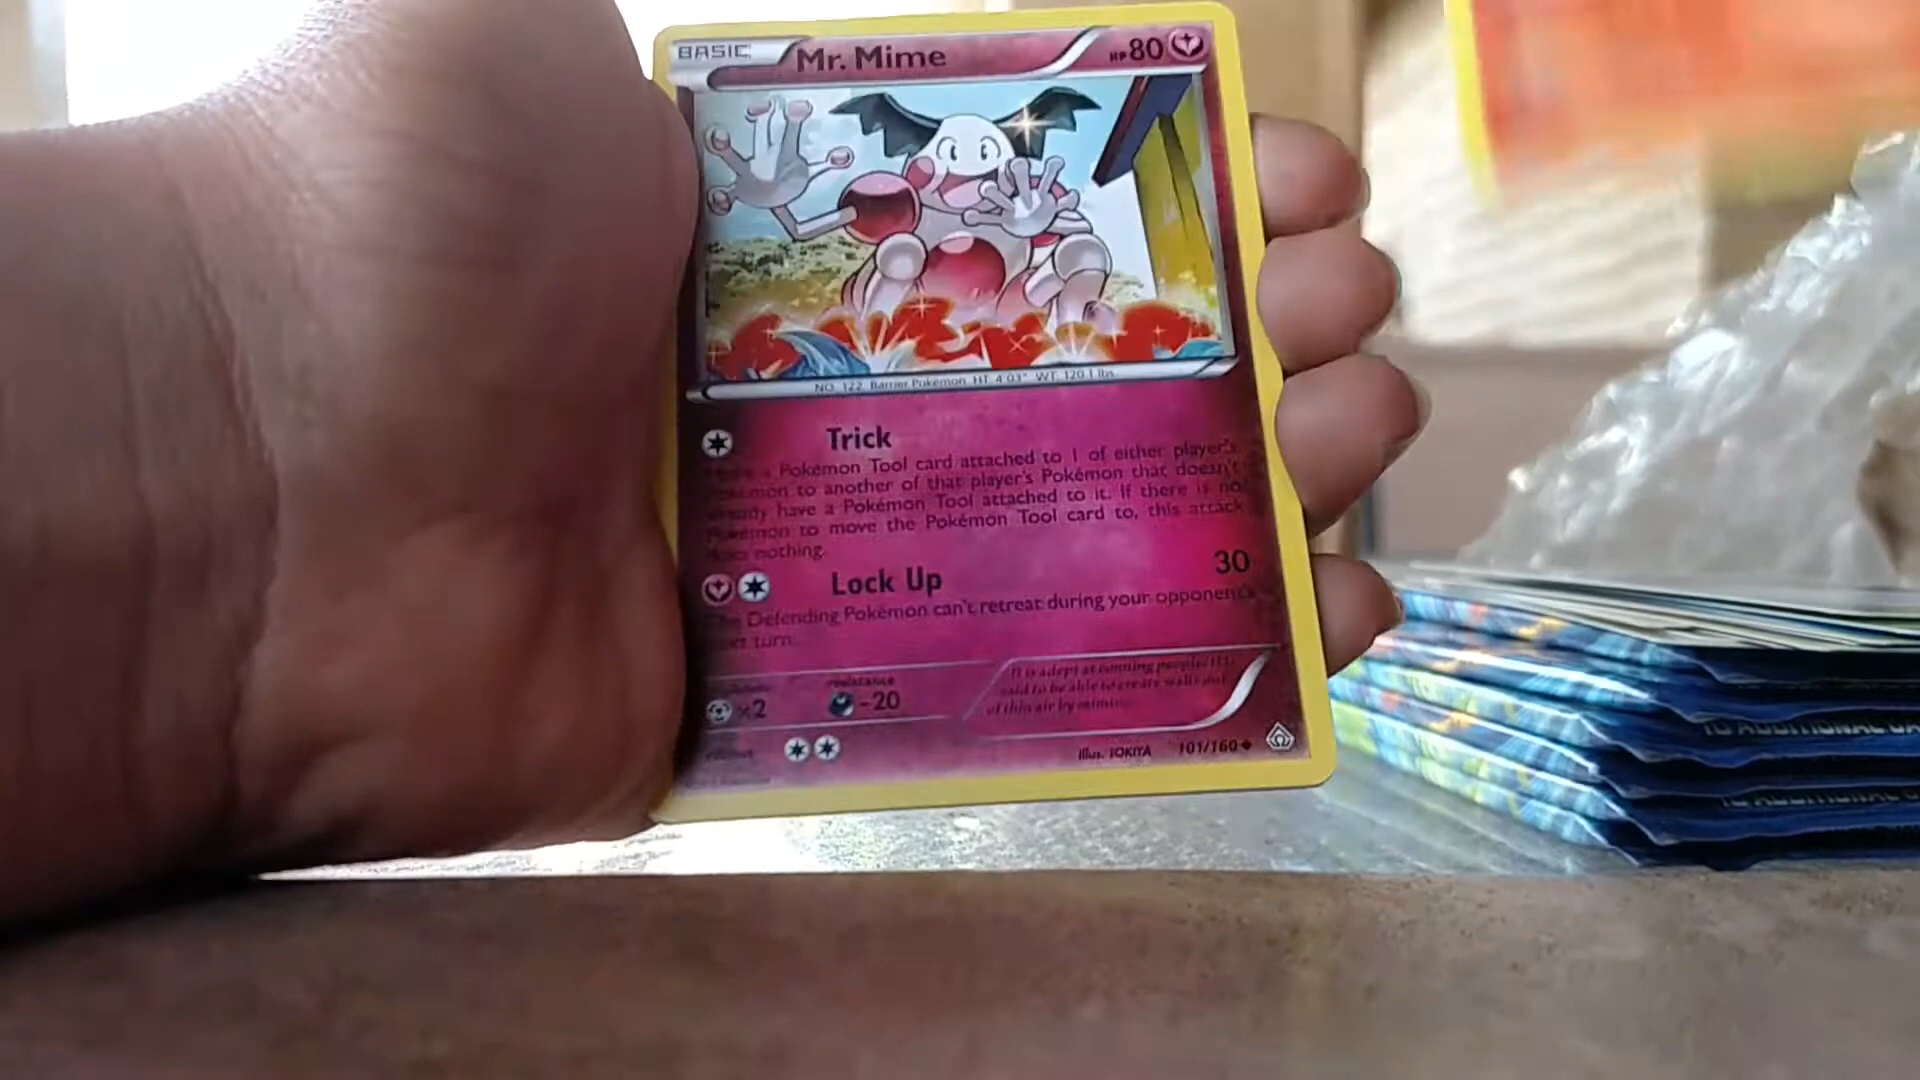 BASIC Mr. Mime HP 80
NO. 122 Barrier Pokémon HT 4'03" WT 120.1 lbs.
Trick
a Pokémon Tool card attached to 1 of either player's
Pokémon to another of that player's Pokémon that doesn't
already have a Pokémon Tool attached to it. If there is no
Pokémon to move the Pokémon Tool card to, this attack
does nothing.
Lock Up 30
The Defending Pokémon can't retreat during your opponent's
next turn.
resistance
×2 -20
It is adept at conning people. It is
said to be able to create walls out
of thin air by miming.
Illus. TOKIYA 101/160
10 ADDITIONAL
10 ADDITIONAL